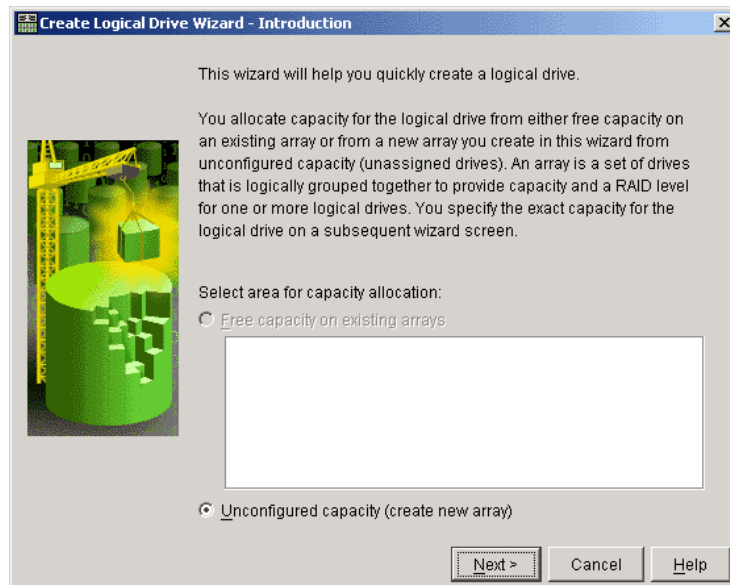 Create Logical Drive Wizard - Introduction
This wizard will help you quickly create a logical drive.
You allocate capacity for the logical drive from either free capacity on
an existing array or from a new array you create in this wizard from
unconfigured capacity (unassigned drives). An array is a set of drives
that is logically grouped together to provide capacity and a RAID level
for one or more logical drives. You specify the exact capacity for the
logical drive on a subsequent wizard screen.
Select area for capacity allocation:
Free capacity on existing arrays
Unconfigured capacity (create new array)
Next >
Cancel
Help